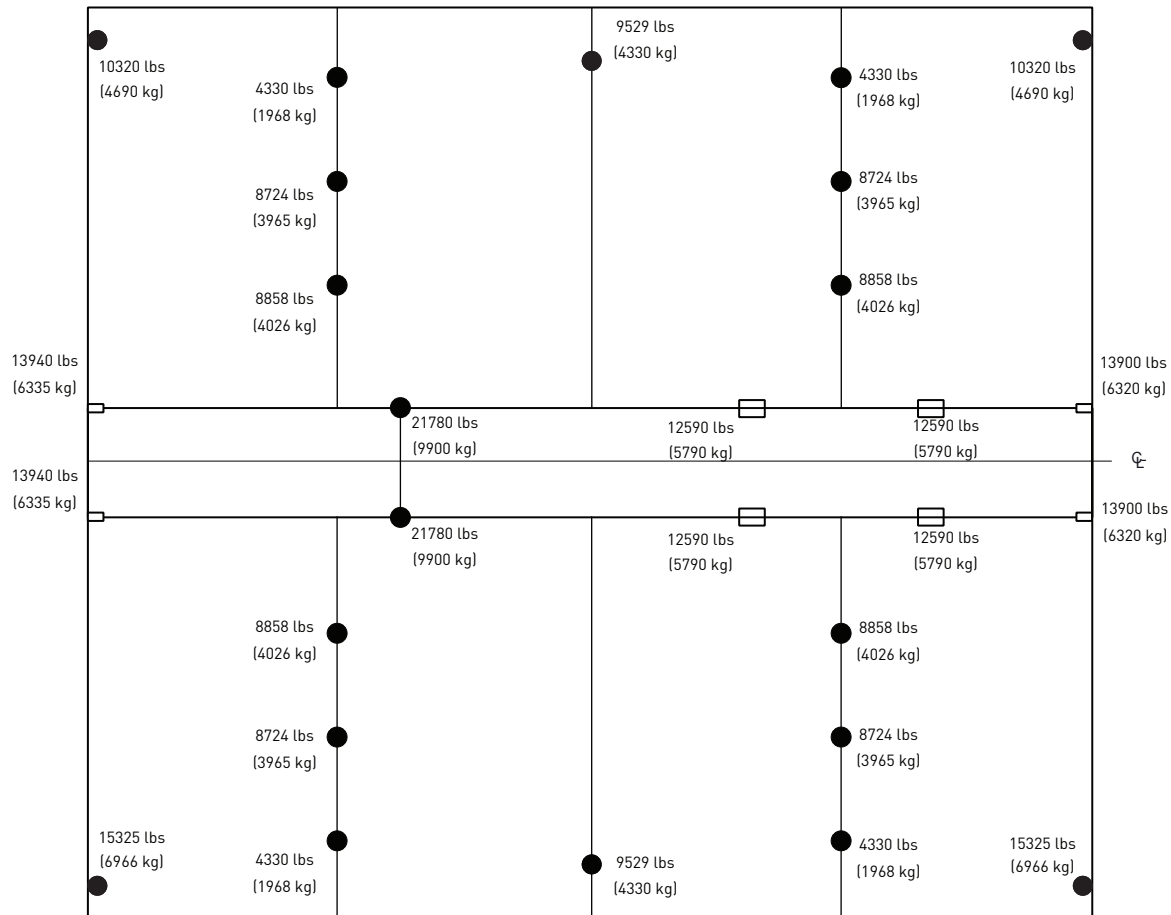 9529 lbs
(4330 kg)
10320 lbs
(4690 kg)
4330 lbs
(1968 kg)
4330 lbs
(1968 kg)
10320 lbs
(4690 kg)
8724 lbs
(3965 kg)
8724 lbs
(3965 kg)
8858 lbs
(4026 kg)
8858 lbs
(4026 kg)
13940 lbs
(6335 kg)
13900 lbs
(6320 kg)
21780 lbs
(9900 kg)
12590 lbs
(5790 kg)
12590 lbs
(5790 kg)
℄
13940 lbs
(6335 kg)
13900 lbs
(6320 kg)
21780 lbs
(9900 kg)
12590 lbs
(5790 kg)
12590 lbs
(5790 kg)
8858 lbs
(4026 kg)
8858 lbs
(4026 kg)
8724 lbs
(3965 kg)
8724 lbs
(3965 kg)
15325 lbs
(6966 kg)
4330 lbs
(1968 kg)
9529 lbs
(4330 kg)
4330 lbs
(1968 kg)
15325 lbs
(6966 kg)